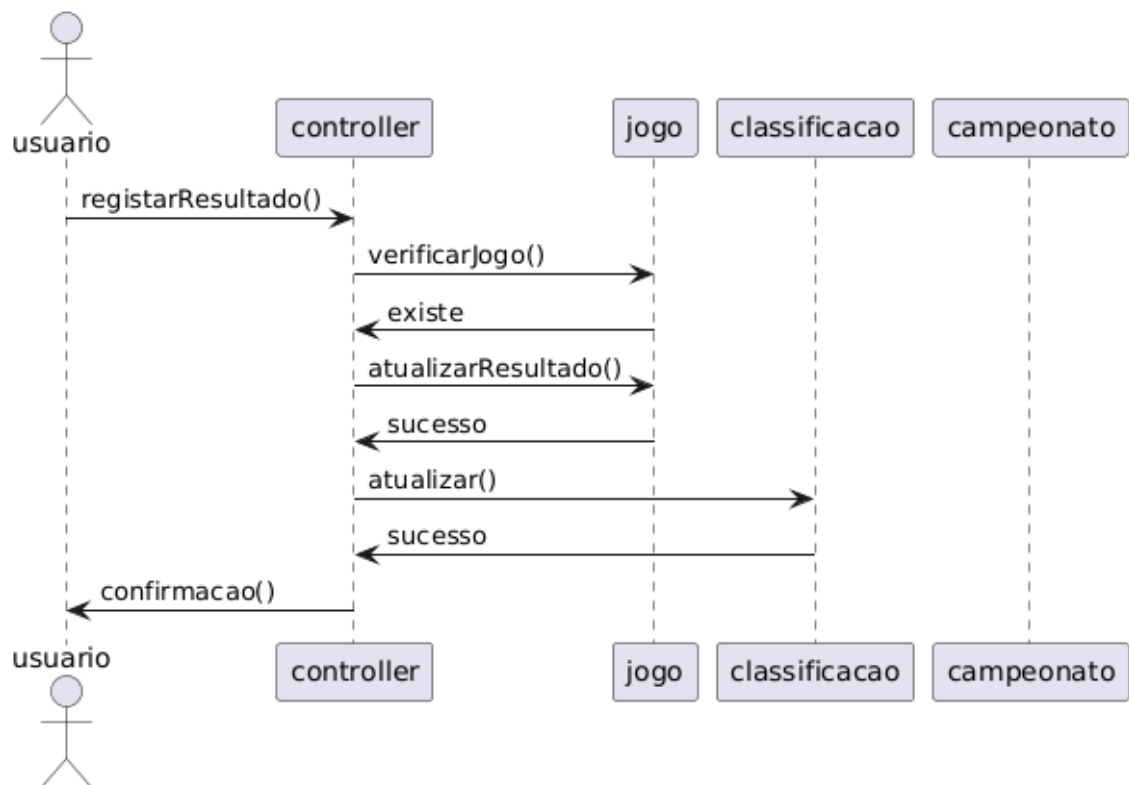 usuario
controller
jogo
classificacao
campeonato
registarResultado()
verificarJogo()
existe
atualizarResultado()
sucesso
atualizar()
sucesso
confirmacao()
usuario
controller
jogo
classificacao
campeonato